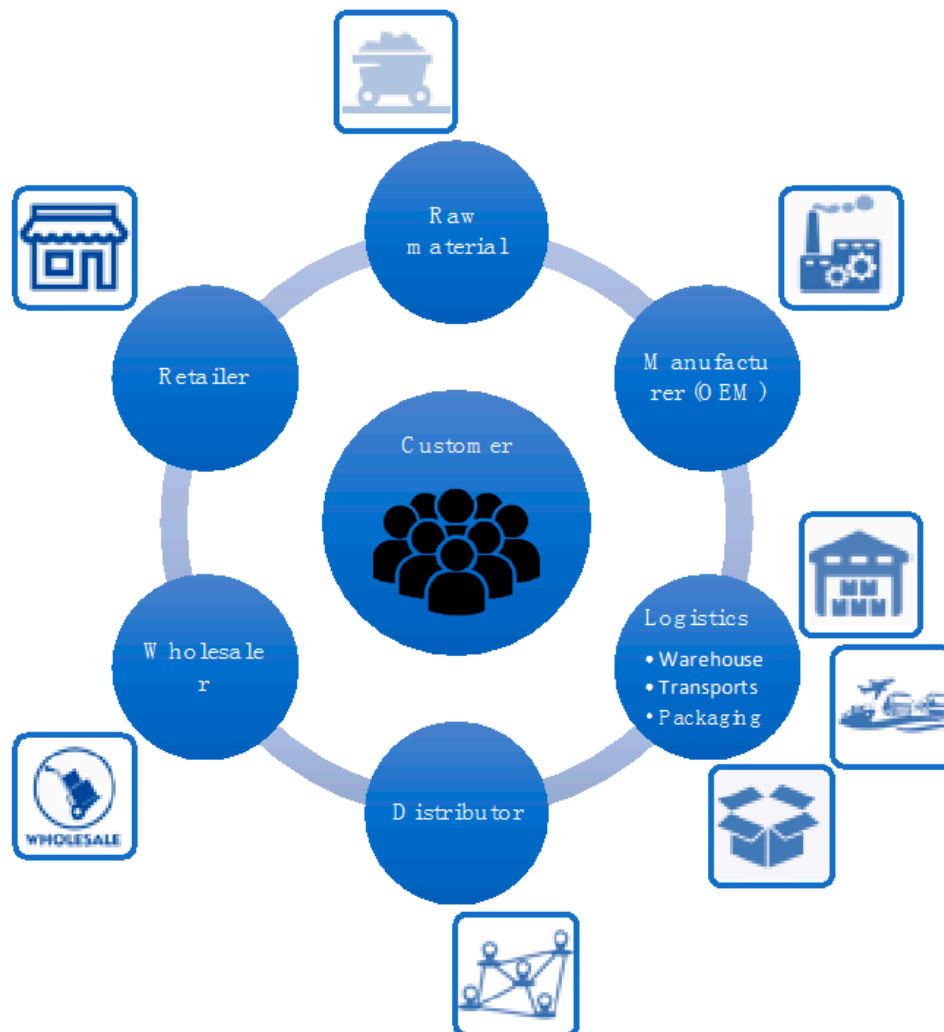 Raw
material
Manufactu
rer (OEM)
Retailer
Customer
Logistics
• Warehouse
• Transports
• Packaging
Wholesale
r
Distributor
WHOLESALE